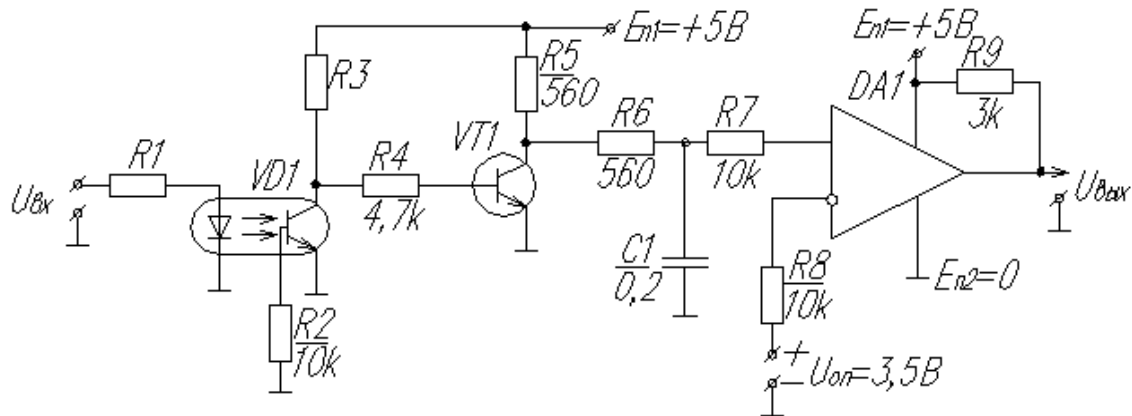 Uвх
R1
VD1
R2
10k
R3
R4
4,7k
VT1
R5
560
Eп1=+5В
R6
560
C1
0,2
R7
10k
DA1
Eп1=+5В
R9
3k
Uвых
Eп2=0
R8
10k
+
− Uоп=3,5В